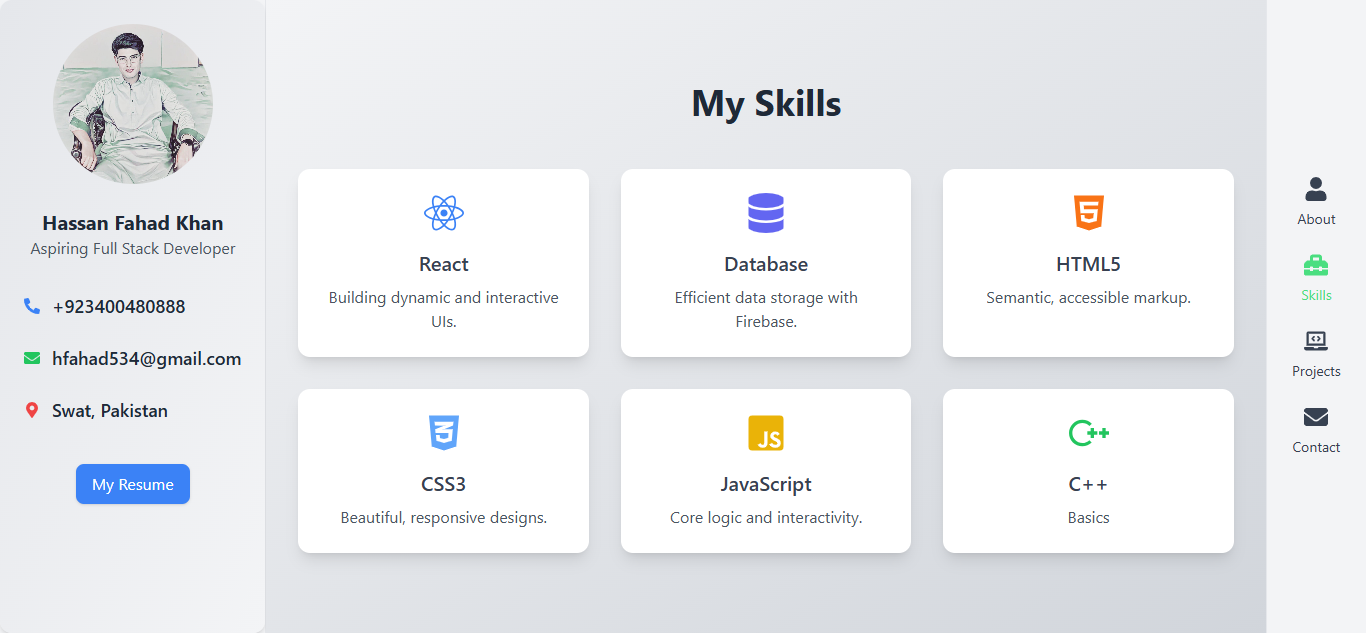 Hassan Fahad Khan
Aspiring Full Stack Developer
+923400480888
hfahad534@gmail.com
Swat, Pakistan
My Resume
My Skills
React
Building dynamic and interactive
UIs.
Database
Efficient data storage with
Firebase.
HTML5
Semantic, accessible markup.
CSS3
Beautiful, responsive designs.
JS
JavaScript
Core logic and interactivity.
C++
C++
Basics
About
Skills
Projects
Contact